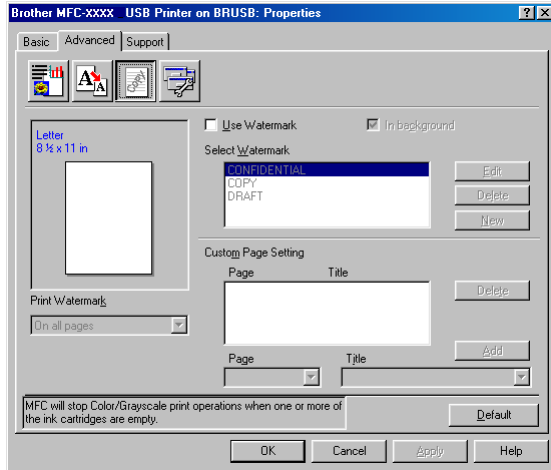 Brother MFC-XXXX USB Printer on BRUSB: Properties
Basic Advanced Support
Copy
Letter
8 ½ x 11 in
Use Watermark In background
Select Watermark
CONFIDENTIAL
COPY
DRAFT
Edit
Delete
New
Print Watermark
On all pages
Custom Page Setting
Page Title
Delete
Add
Page Title
MFC will stop Color/Grayscale print operations when one or more of
the ink cartridges are empty.
Default
OK Cancel Apply Help